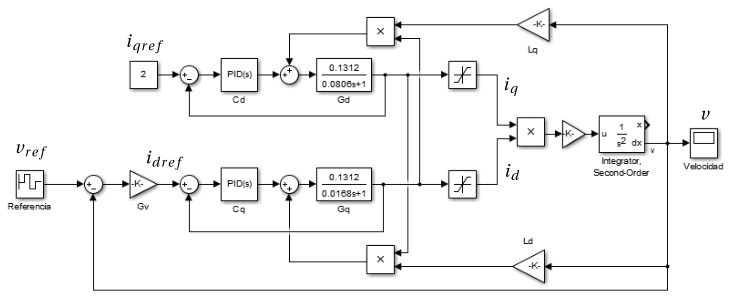 -K-
Lq
×
i_qref
2
+
−
PID(s)
Cd
+
+
0.1312
0.0806s+1
Gd
i_q
v_ref
Referencia
+
−
-K-
Gv
i_dref
+
−
PID(s)
Cq
+
+
0.1312
0.0168s+1
Gq
i_d
×
-K-
u
1
s²
x
dx
Integrator,
Second-Order
v
v
Velocidad
×
Ld
-K-